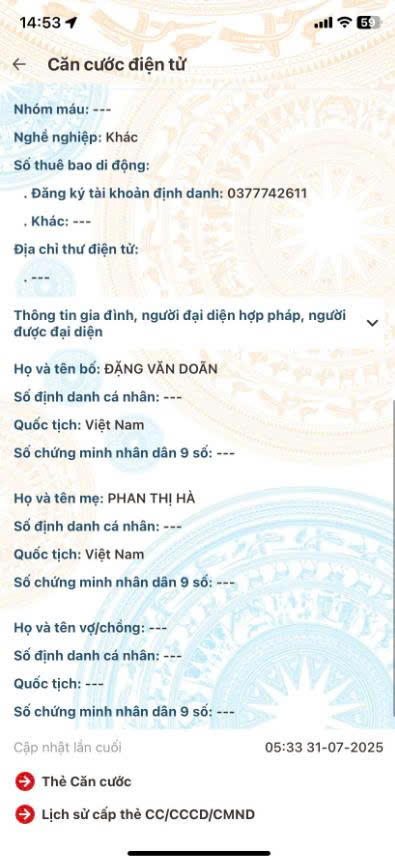 14:53
59
Căn cước điện tử
Nhóm máu: ---
Nghề nghiệp: Khác
Số thuê bao di động:
. Đăng ký tài khoản định danh: 0377742611
. Khác: ---
Địa chỉ thư điện tử:
. ---
Thông tin gia đình, người đại diện hợp pháp, người
được đại diện
Họ và tên bố: ĐẶNG VĂN DOÃN
Số định danh cá nhân: ---
Quốc tịch: Việt Nam
Số chứng minh nhân dân 9 số: ---
Họ và tên mẹ: PHAN THỊ HÀ
Số định danh cá nhân: ---
Quốc tịch: Việt Nam
Số chứng minh nhân dân 9 số: ---
Họ và tên vợ/chồng: ---
Số định danh cá nhân: ---
Quốc tịch: ---
Số chứng minh nhân dân 9 số: ---
Cập nhật lần cuối 05:33 31-07-2025
Thẻ Căn cước
Lịch sử cấp thẻ CC/CCCD/CMND